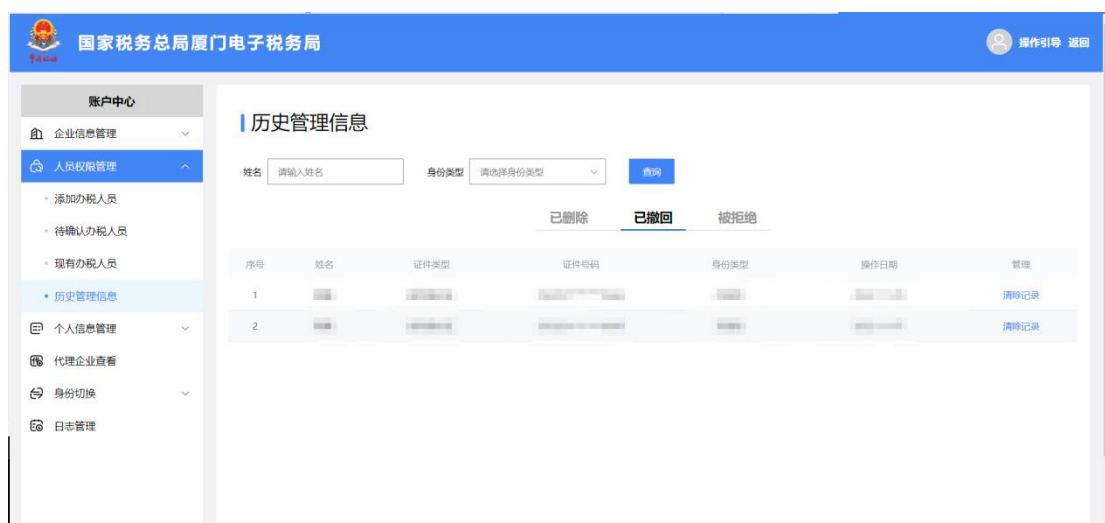 国家税务总局厦门电子税务局
操作引导 返回
账户中心
企业信息管理
人员权限管理
添加办税人员
待确认办税人员
现有办税人员
历史管理信息
个人信息管理
代理企业查看
身份切换
日志管理
历史管理信息
姓名 请输入姓名 身份类型 请选择身份类型 查询
已删除 已撤回 被拒绝
序号 姓名 证件类型 证件号码 身份类型 操作日期 管理
1 清除记录
2 清除记录